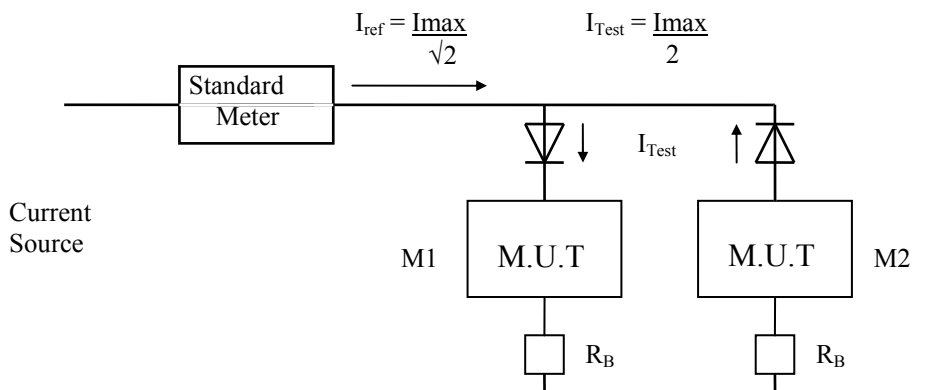 I_ref = Imax/√2
I_Test = Imax/2
Standard
Meter
I_Test
Current
Source
M1
M.U.T
M.U.T
M2
R_B
R_B